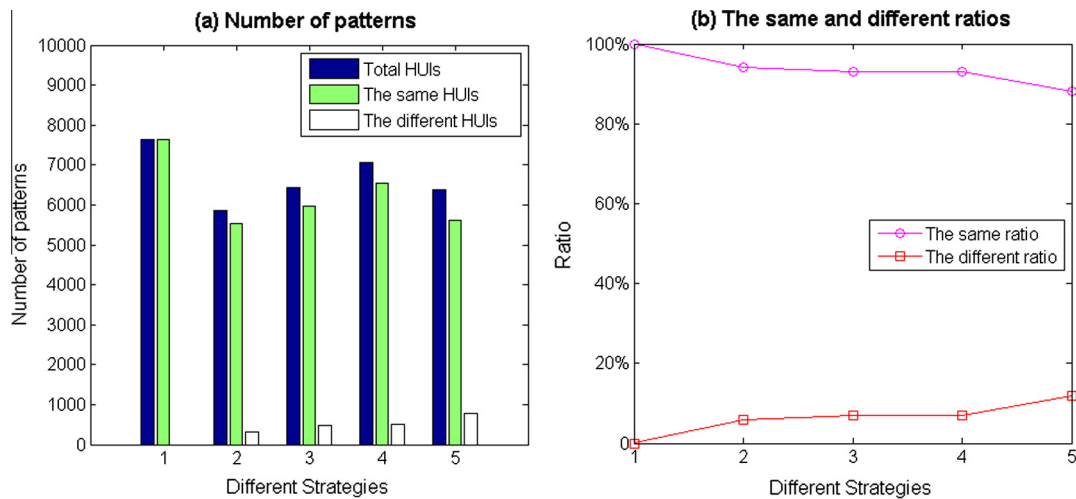 (a) Number of patterns
10000
9000
8000
7000
6000
5000
4000
3000
2000
1000
0
Number of patterns
Total HUIs
The same HUIs
The different HUIs
1 2 3 4 5
Different Strategies
(b) The same and different ratios
100%
80%
60%
40%
20%
0
Ratio
The same ratio
The different ratio
1 2 3 4 5
Different Strategies